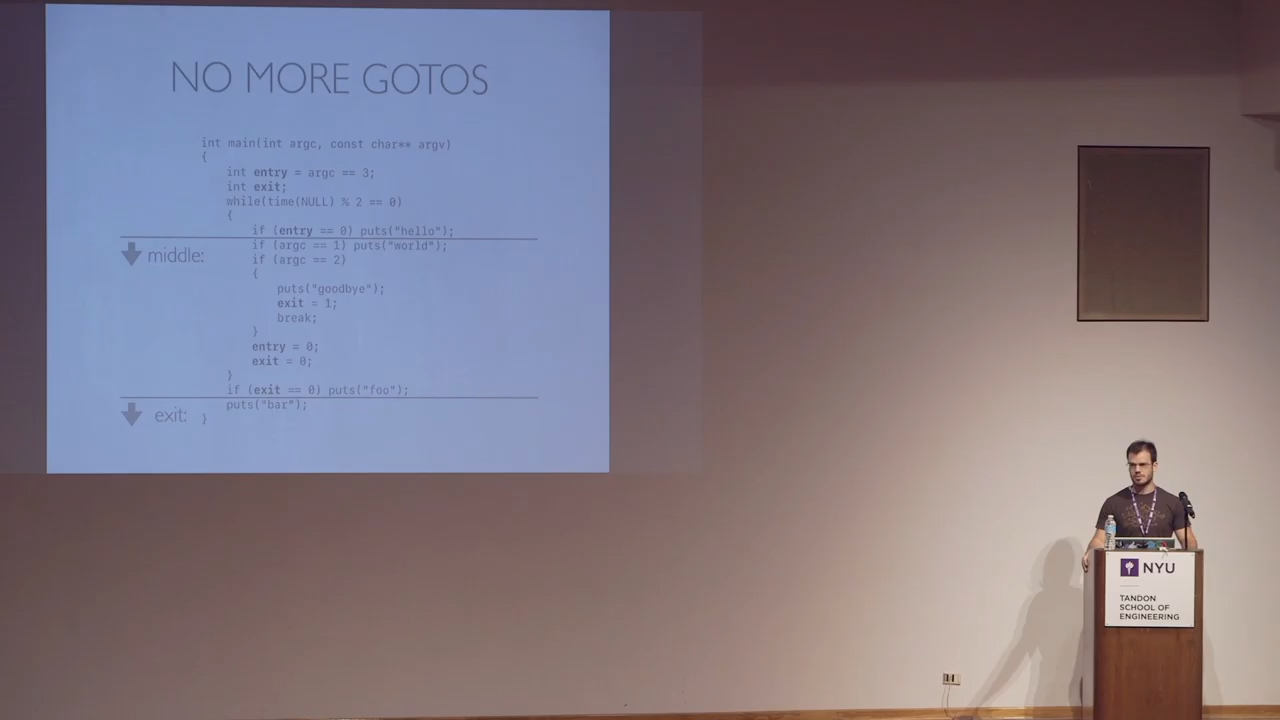 NO MORE GOTOS
int main(int argc, const char** argv)
{
int entry = argc == 3;
int exit;
while(time(NULL) % 2 == 0)
{
if (entry == 0) puts("hello");
middle:
if (argc == 1) puts("world");
if (argc == 2)
{
puts("goodbye");
exit = 1;
break;
}
entry = 0;
exit = 0;
}
if (exit == 0) puts("foo");
exit:
puts("bar");
}
NYU
TANDON
SCHOOL OF
ENGINEERING